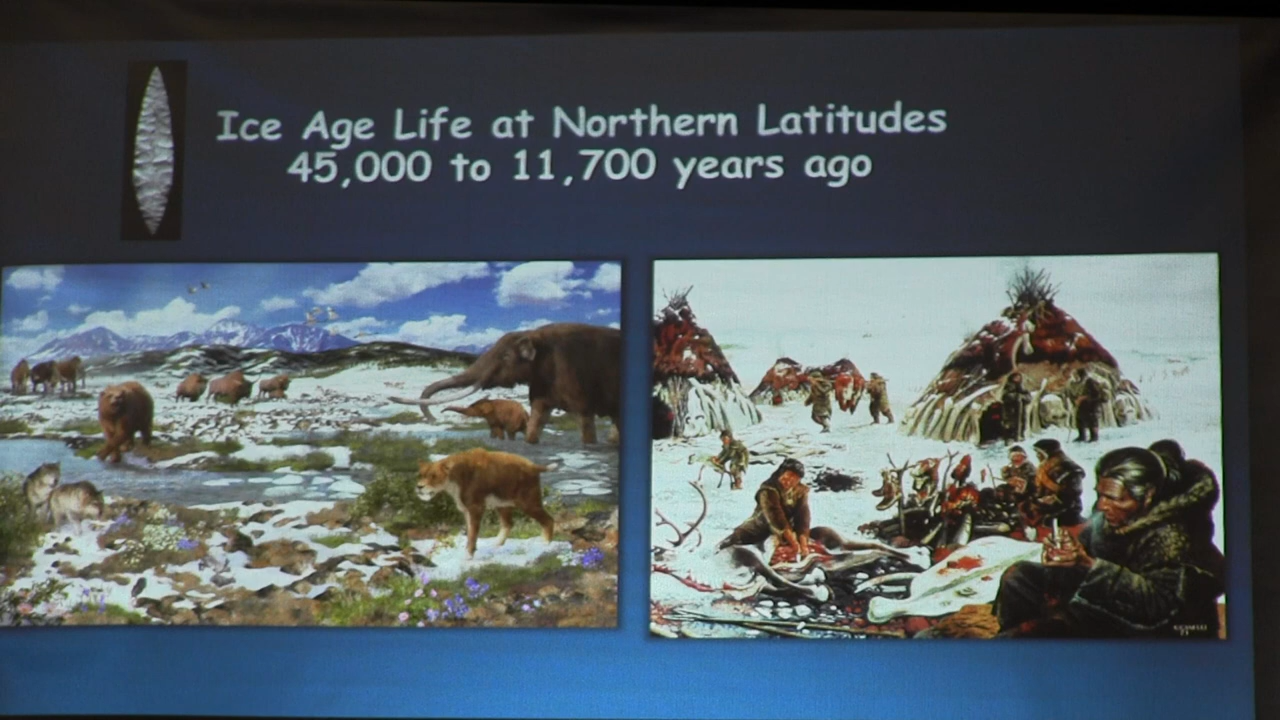 Ice Age Life at Northern Latitudes
45,000 to 11,700 years ago